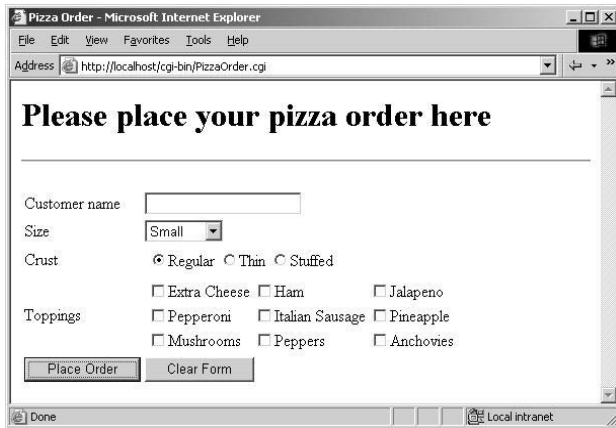 Pizza Order - Microsoft Internet Explorer
File Edit View Favorites Tools Help
Address http://localhost/cgi-bin/PizzaOrder.cgi
Please place your pizza order here
Customer name
Size Small
Crust Regular Thin Stuffed
Extra Cheese Ham Jalapeno
Toppings Pepperoni Italian Sausage Pineapple
Mushrooms Peppers Anchovies
Place Order Clear Form
Done Local intranet